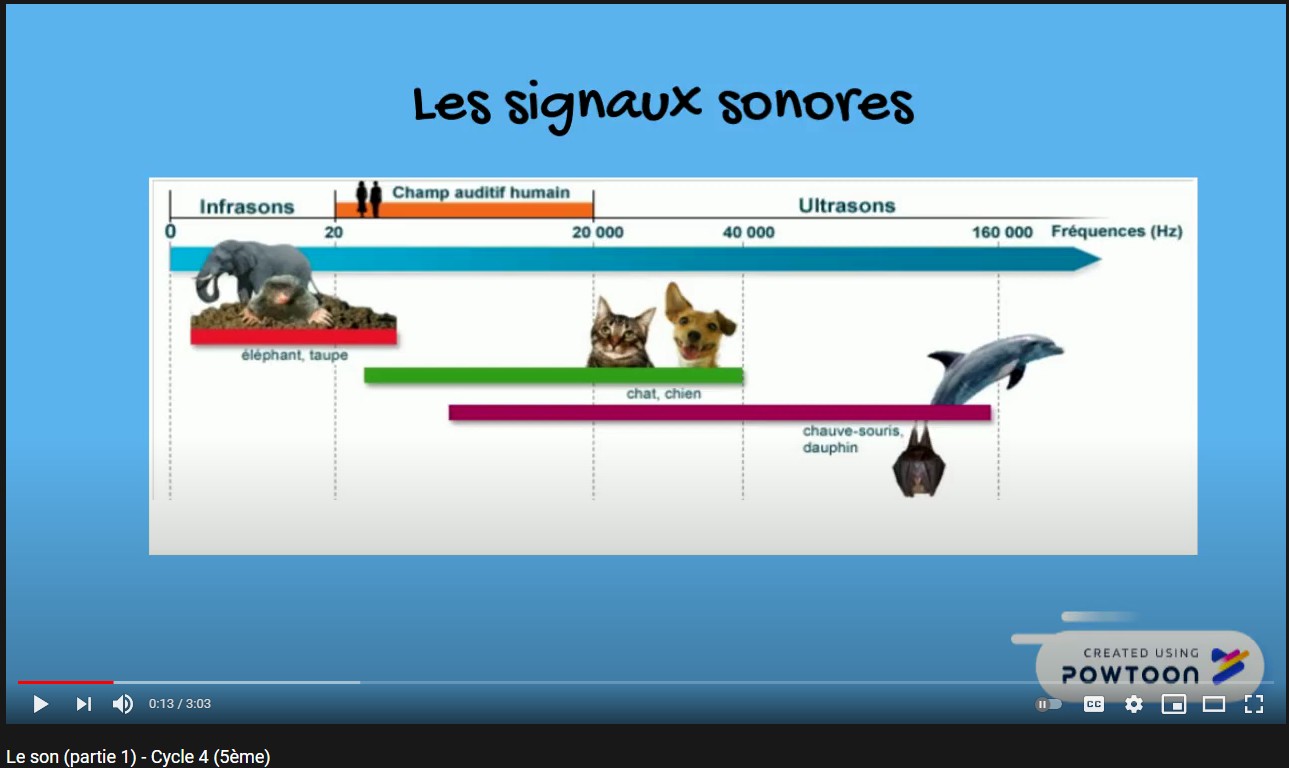 Les signaux sonores
Infrasons
Champ auditif humain
Ultrasons
0 20 20 000 40 000 160 000 Fréquences (Hz)
éléphant, taupe
chat, chien
chauve-souris,
dauphin
CREATED USING
POWTOON
0:13 / 3:03
CC
Le son (partie 1) - Cycle 4 (5ème)